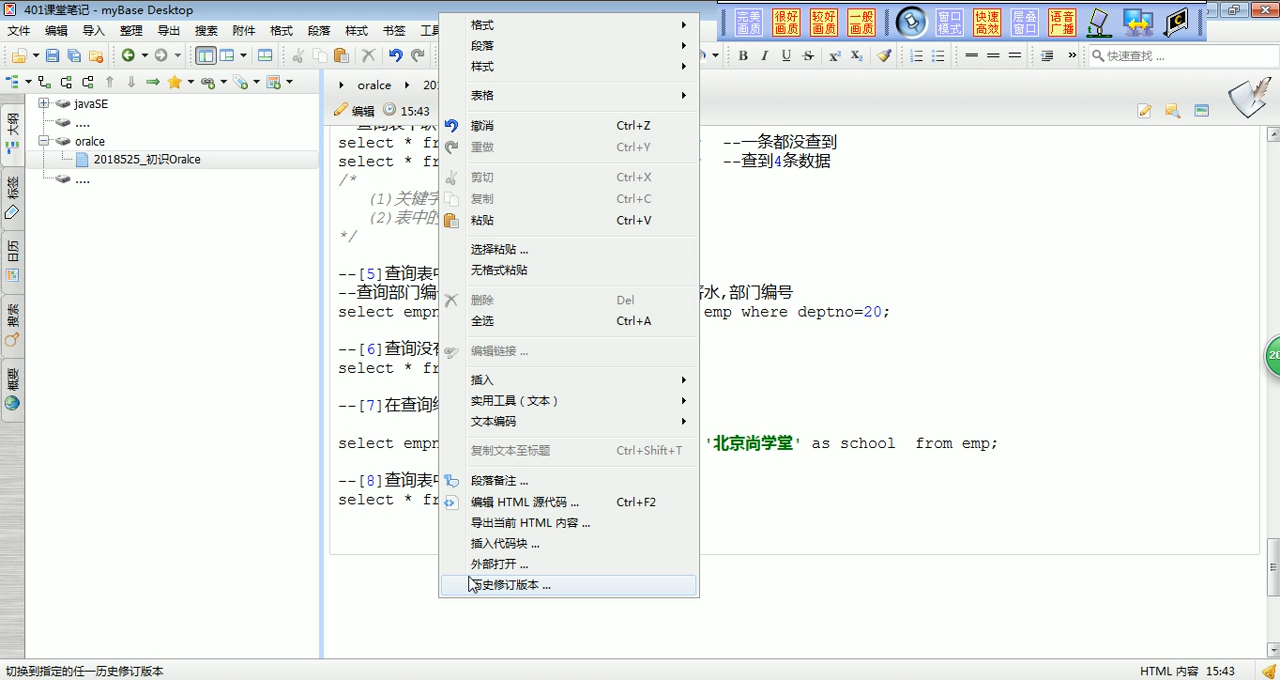 401课堂笔记 - myBase Desktop
完美画质 很好画质 较好画质 一般画质 窗口模式 快速高效 层叠窗口 语音广播
文件 编辑 导入 整理 导出 搜索 附件 格式 段落 样式 书签
B I U S X² X₂ » 快速查找 ...
大纲
标签
日历
搜索
概要
javaSE
....
oralce
2018525_初识Oralce
....
oralce
编辑 15:43
select * fr --一条都没查到
select * fr --查到4条数据
/*
(1)关键字
(2)表中的
*/
--[5]查询表中
--查询部门编 水,部门编号
select empn emp where deptno=20;
--[6]查询没有
select * fr
--[7]在查询结
select empn '北京尚学堂' as school from emp;
--[8]查询表中
select * fr
格式
段落
样式
表格
撤消 Ctrl+Z
重做 Ctrl+Y
剪切 Ctrl+X
复制 Ctrl+C
粘贴 Ctrl+V
选择粘贴 ...
无格式粘贴
删除 Del
全选 Ctrl+A
编辑链接 ...
插入
实用工具（文本）
文本编码
复制文本至标题 Ctrl+Shift+T
段落备注 ...
编辑 HTML 源代码 ... Ctrl+F2
导出当前 HTML 内容 ...
插入代码块 ...
外部打开 ...
历史修订版本 ...
20
切换到指定的任一历史修订版本
HTML 内容 15:43